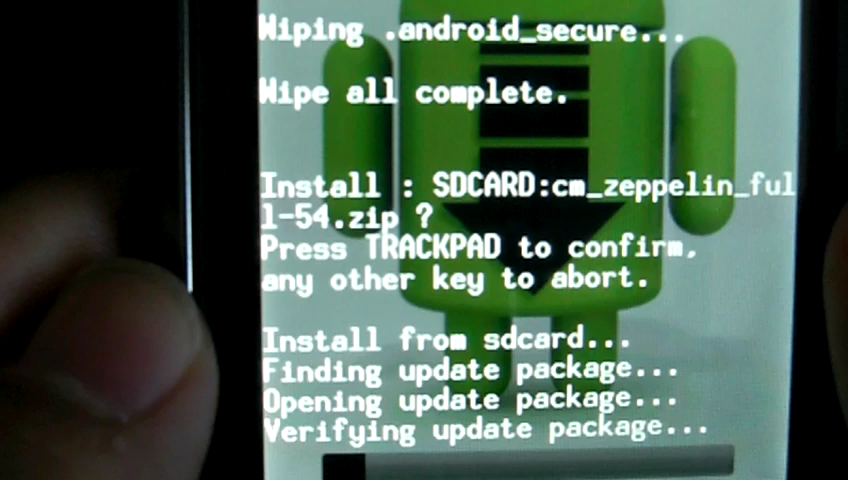 Wiping .android_secure...
Wipe all complete.
Install : SDCARD:cm_zeppelin_ful
l-54.zip ?
Press TRACKPAD to confirm,
any other key to abort.
Install from sdcard...
Finding update package...
Opening update package...
Verifying update package...